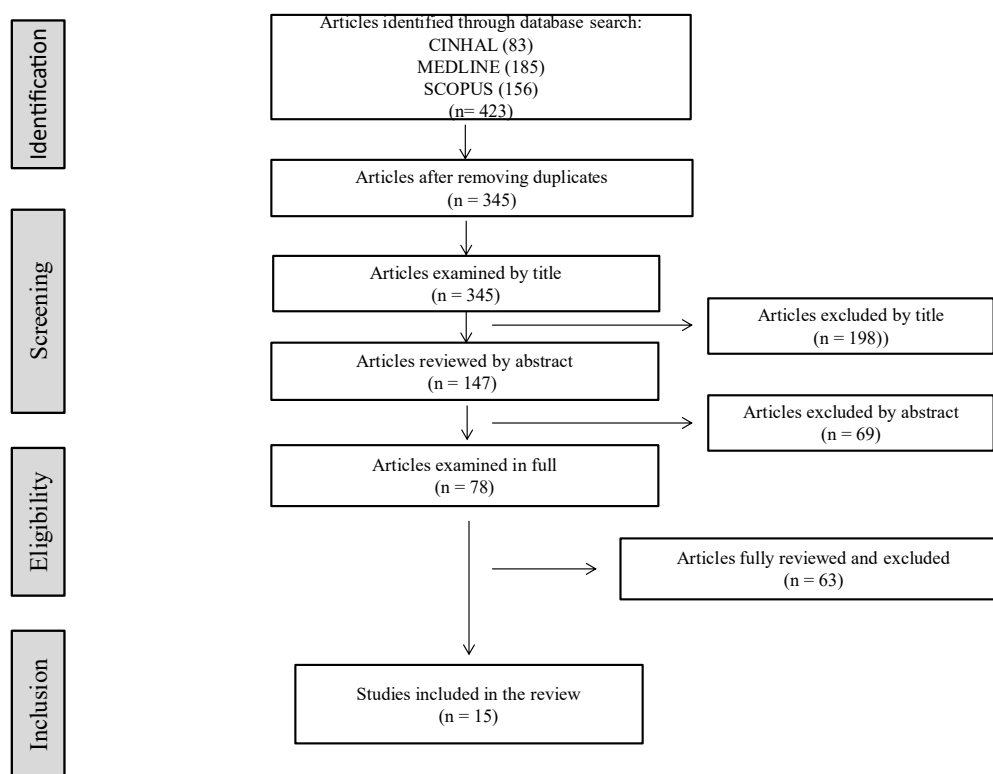 Identification
Articles identified through database search:
CINHAL (83)
MEDLINE (185)
SCOPUS (156)
(n= 423)
Articles after removing duplicates
(n = 345)
Screening
Articles examined by title
(n = 345)
Articles excluded by title
(n = 198))
Articles reviewed by abstract
(n = 147)
Articles excluded by abstract
(n = 69)
Eligibility
Articles examined in full
(n = 78)
Articles fully reviewed and excluded
(n = 63)
Inclusion
Studies included in the review
(n = 15)